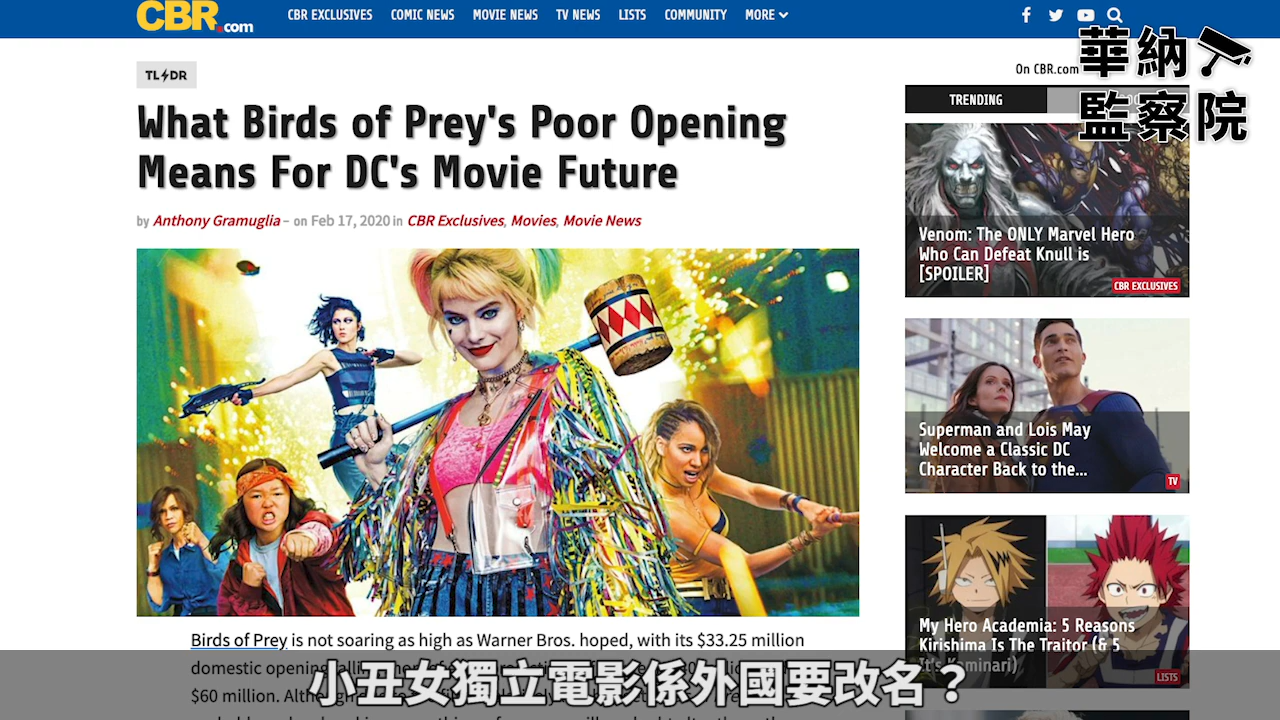 CBR.com
CBR EXCLUSIVES COMIC NEWS MOVIE NEWS TV NEWS LISTS COMMUNITY MORE
華納
監察院
TL DR
On CBR.com
TRENDING
What Birds of Prey's Poor Opening
Means For DC's Movie Future
by Anthony Gramuglia – on Feb 17, 2020 in CBR Exclusives, Movies, Movie News
Venom: The ONLY Marvel Hero
Who Can Defeat Knull is
[SPOILER]
CBR EXCLUSIVES
Superman and Lois May
Welcome a Classic DC
Character Back to the...
TV
My Hero Academia: 5 Reasons
Kirishima Is The Traitor (& 5
It's Kaminari)
LISTS
Birds of Prey is not soaring as high as Warner Bros. hoped, with its $33.25 million
domestic opening
$60 million.
小丑女獨立電影係外國要改名？